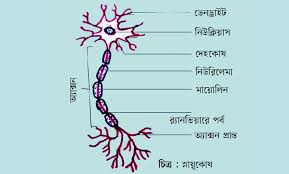 ডেনড্রাইট
নিউক্লিয়াস
দেহকোষ
নিউরিলেমা
মায়োলিন
র‍্যানভিয়ারে পর্ব
অ্যাক্সন প্রান্ত
অ্যাক্সন
চিত্র : স্নায়ুকোষ